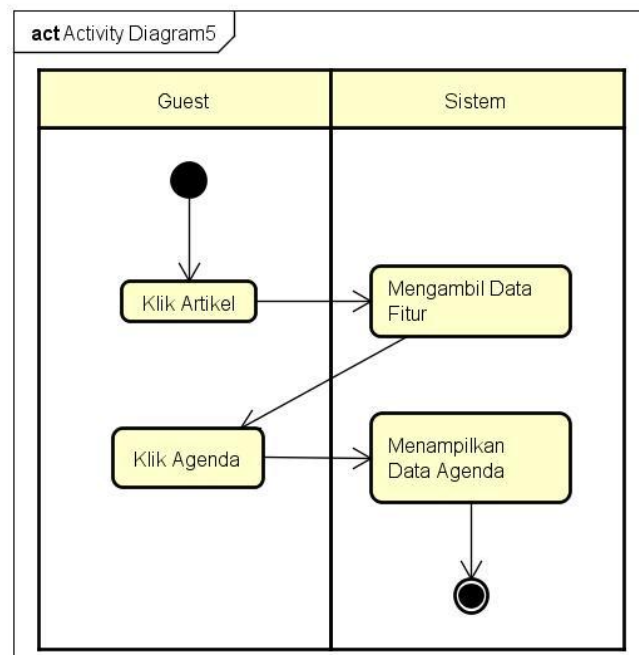 act Activity Diagram5
Guest
Sistem
Klik Artikel
Mengambil Data
Fitur
Klik Agenda
Menampilkan
Data Agenda